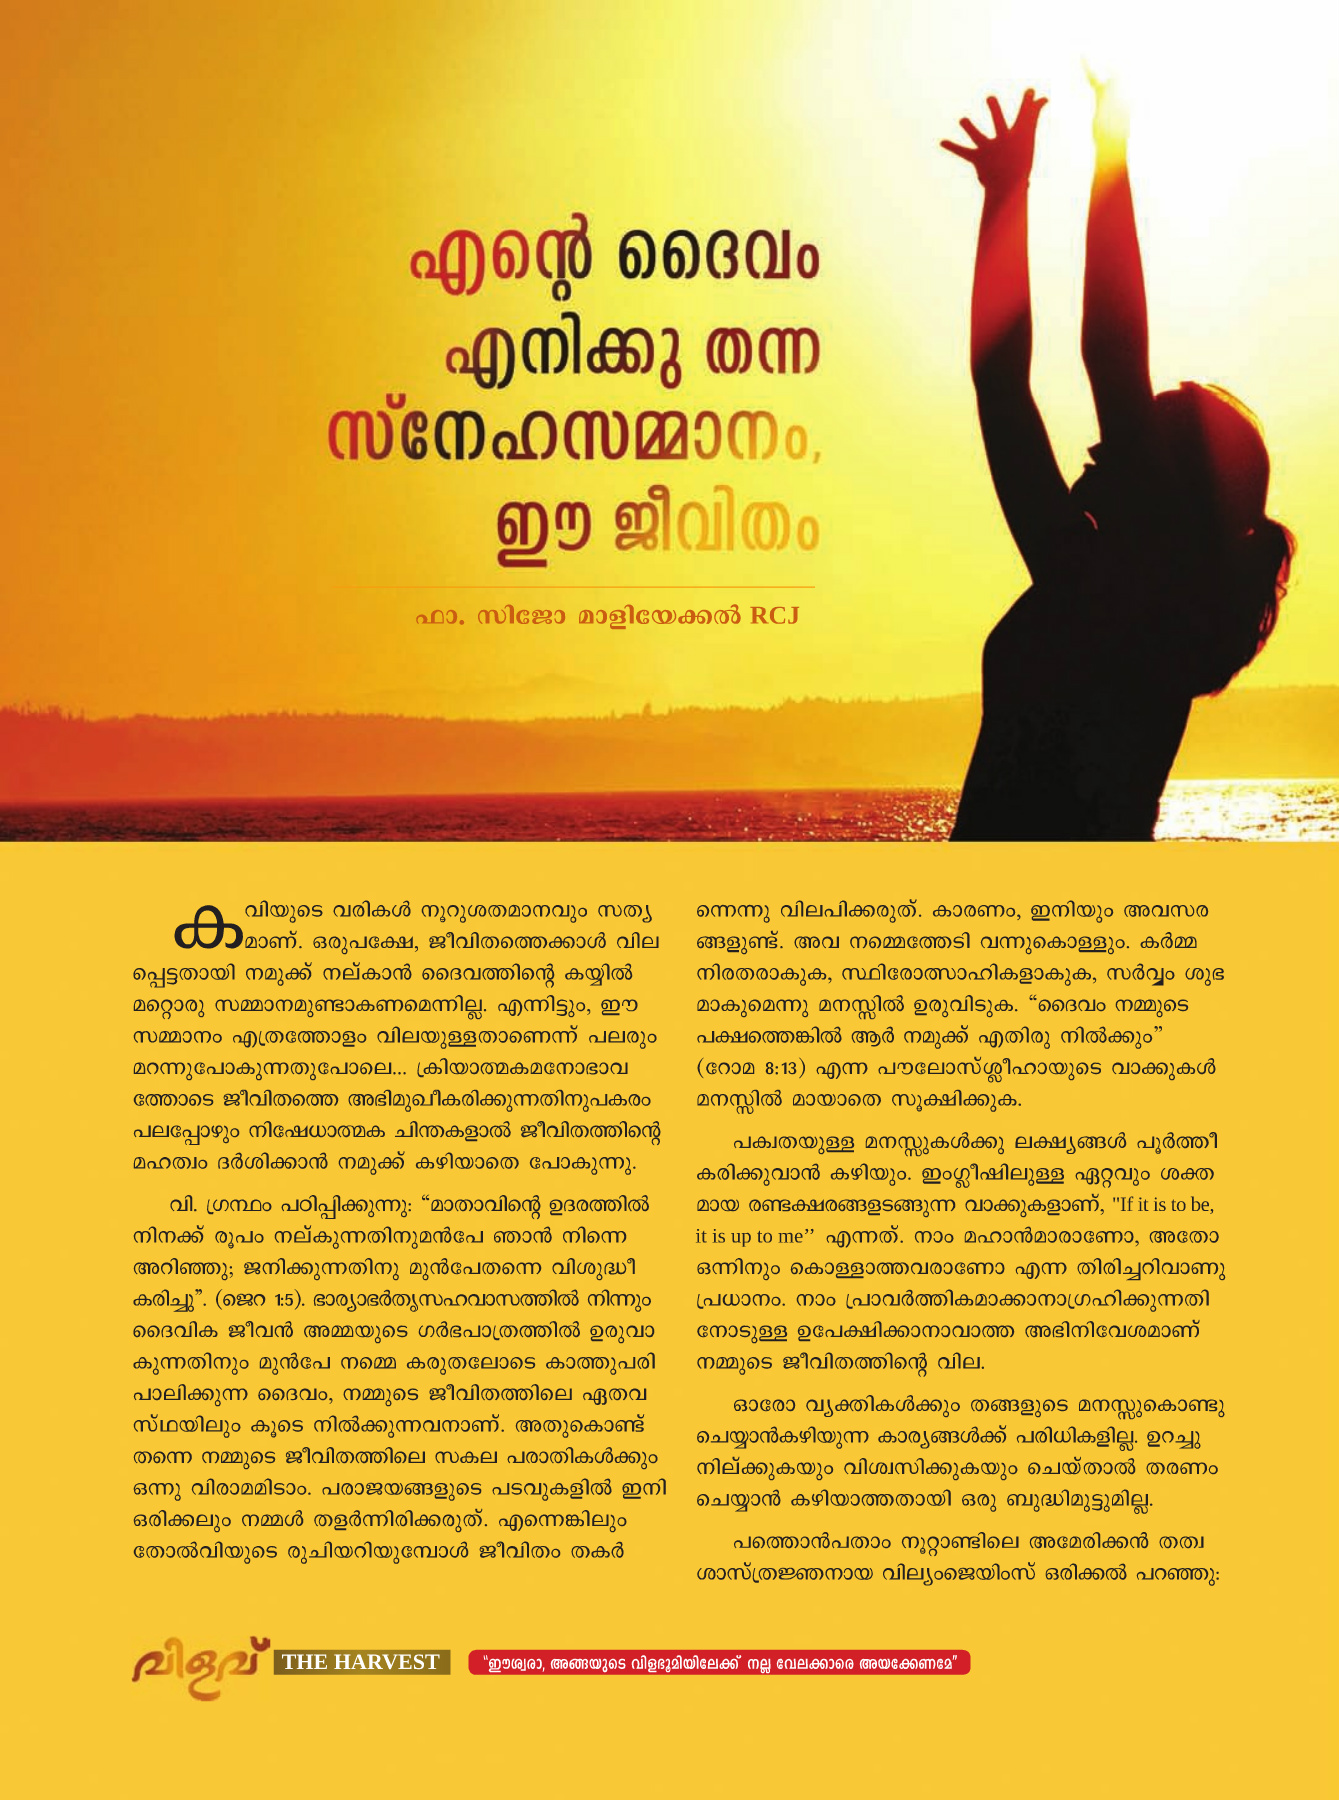 എന്റെ ദൈവം
എനിക്കു തന്ന
സ്നേഹസമ്മാനം,
ഈ ജീവിതം
ഫാ. സിജോ മാളിയേക്കൽ RCJ
കവിയുടെ വരികൾ നൂറുശതമാനവും സത്യ
മാണ്. ഒരുപക്ഷേ, ജീവിതത്തെക്കാൾ വില
പ്പെട്ടതായി നമുക്ക് നല്കാൻ ദൈവത്തിന്റെ കയ്യിൽ
മറ്റൊരു സമ്മാനമുണ്ടാകണമെന്നില്ല. എന്നിട്ടും, ഈ
സമ്മാനം എത്രത്തോളം വിലയുള്ളതാണെന്ന് പലരും
മറന്നുപോകുന്നതുപോലെ... ക്രിയാത്മകമനോഭാവ
ത്തോടെ ജീവിതത്തെ അഭിമുഖീകരിക്കുന്നതിനുപകരം
പലപ്പോഴും നിഷേധാത്മക ചിന്തകളാൽ ജീവിതത്തിന്റെ
മഹത്വം ദർശിക്കാൻ നമുക്ക് കഴിയാതെ പോകുന്നു.
വി. ഗ്രന്ഥം പഠിപ്പിക്കുന്നു: “മാതാവിന്റെ ഉദരത്തിൽ
നിനക്ക് രൂപം നല്കുന്നതിനുമൻപേ ഞാൻ നിന്നെ
അറിഞ്ഞു; ജനിക്കുന്നതിനു മുൻപേതന്നെ വിശുദ്ധീ
കരിച്ചു”. (ജെറ 1:5). ഭാര്യാഭർതൃസഹവാസത്തിൽ നിന്നും
ദൈവിക ജീവൻ അമ്മയുടെ ഗർഭപാത്രത്തിൽ ഉരുവാ
കുന്നതിനും മുൻപേ നമ്മെ കരുതലോടെ കാത്തുപരി
പാലിക്കുന്ന ദൈവം, നമ്മുടെ ജീവിതത്തിലെ ഏതവ
സ്ഥയിലും കൂടെ നിൽക്കുന്നവനാണ്. അതുകൊണ്ട്
തന്നെ നമ്മുടെ ജീവിതത്തിലെ സകല പരാതികൾക്കും
ഒന്നു വിരാമമിടാം. പരാജയങ്ങളുടെ പടവുകളിൽ ഇനി
ഒരിക്കലും നമ്മൾ തളർന്നിരിക്കരുത്. എന്നെങ്കിലും
തോൽവിയുടെ രുചിയറിയുമ്പോൾ ജീവിതം തകർ
ന്നെന്നു വിലപിക്കരുത്. കാരണം, ഇനിയും അവസര
ങ്ങളുണ്ട്. അവ നമ്മെത്തേടി വന്നുകൊള്ളും. കർമ്മ
നിരതരാകുക, സ്ഥിരോത്സാഹികളാകുക, സർവ്വം ശുഭ
മാകുമെന്നു മനസ്സിൽ ഉരുവിടുക. “ദൈവം നമ്മുടെ
പക്ഷത്തെങ്കിൽ ആർ നമുക്ക് എതിരു നിൽക്കും”
(റോമ 8:13) എന്ന പൗലോസ്ശ്ലീഹായുടെ വാക്കുകൾ
മനസ്സിൽ മായാതെ സൂക്ഷിക്കുക.
പക്വതയുള്ള മനസ്സുകൾക്കു ലക്ഷ്യങ്ങൾ പൂർത്തീ
കരിക്കുവാൻ കഴിയും. ഇംഗ്ലീഷിലുള്ള ഏറ്റവും ശക്ത
മായ രണ്ടക്ഷരങ്ങളടങ്ങുന്ന വാക്കുകളാണ്, "If it is to be,
it is up to me’’ എന്നത്. നാം മഹാൻമാരാണോ, അതോ
ഒന്നിനും കൊള്ളാത്തവരാണോ എന്ന തിരിച്ചറിവാണു
പ്രധാനം. നാം പ്രാവർത്തികമാക്കാനാഗ്രഹിക്കുന്നതി
നോടുള്ള ഉപേക്ഷിക്കാനാവാത്ത അഭിനിവേശമാണ്
നമ്മുടെ ജീവിതത്തിന്റെ വില.
ഓരോ വ്യക്തികൾക്കും തങ്ങളുടെ മനസ്സുകൊണ്ടു
ചെയ്യാൻകഴിയുന്ന കാര്യങ്ങൾക്ക് പരിധികളില്ല. ഉറച്ചു
നില്ക്കുകയും വിശ്വസിക്കുകയും ചെയ്താൽ തരണം
ചെയ്യാൻ കഴിയാത്തതായി ഒരു ബുദ്ധിമുട്ടുമില്ല.
പത്തൊൻപതാം നൂറ്റാണ്ടിലെ അമേരിക്കൻ തത്വ
ശാസ്ത്രജ്ഞനായ വില്യംജെയിംസ് ഒരിക്കൽ പറഞ്ഞു:
വിളവ് THE HARVEST “ഈശ്വരാ, അങ്ങയുടെ വിളഭൂമിയിലേക്ക് നല്ല വേലക്കാരെ അയക്കേണമേ”